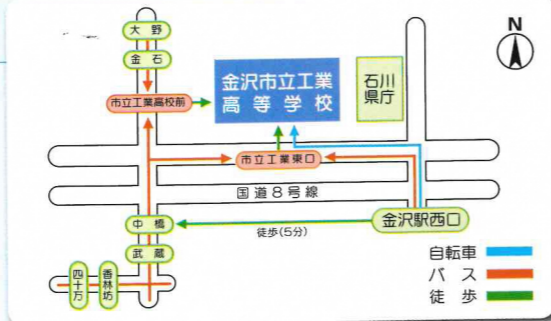 大野
金石
市立工業高校前
金沢市立工業
高等学校
石川
県庁
N
市立工業東口
国道8号線
中橋
徒歩(5分)
金沢駅西口
武蔵
四十万
香林坊
自転車
バス
徒歩